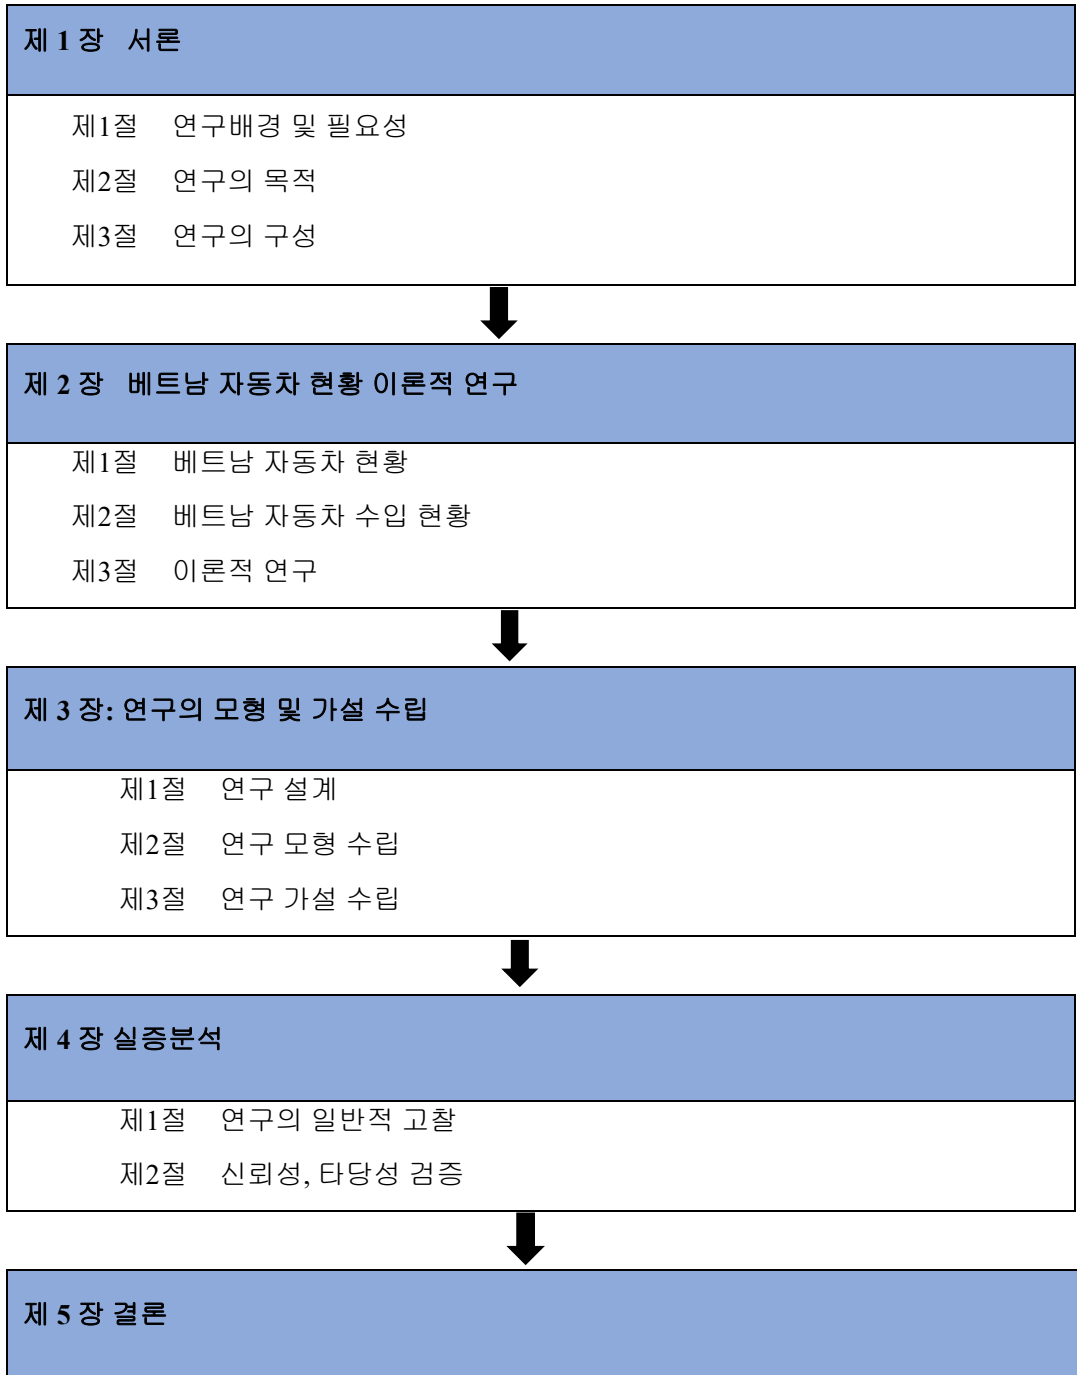 제 1 장 서론
제1절 연구배경 및 필요성
제2절 연구의 목적
제3절 연구의 구성
제 2 장 베트남 자동차 현황 이론적 연구
제1절 베트남 자동차 현황
제2절 베트남 자동차 수입 현황
제3절 이론적 연구
제 3 장: 연구의 모형 및 가설 수립
제1절 연구 설계
제2절 연구 모형 수립
제3절 연구 가설 수립
제 4 장 실증분석
제1절 연구의 일반적 고찰
제2절 신뢰성, 타당성 검증
제 5 장 결론